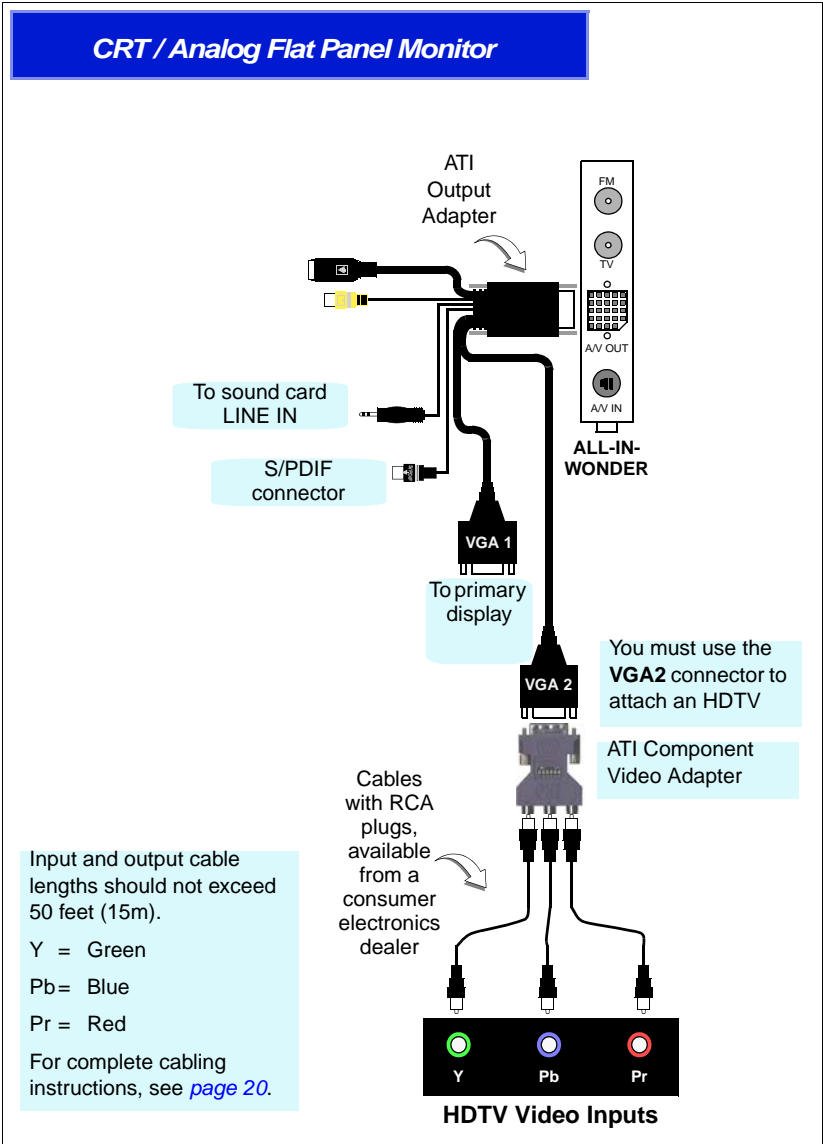 CRT / Analog Flat Panel Monitor
ATI
Output
Adapter
FM
TV
A/V OUT
A/V IN
ALL-IN-
WONDER
To sound card
LINE IN
S/PDIF
connector
VGA 1
To primary
display
VGA 2
You must use the
VGA2 connector to
attach an HDTV
ATI Component
Video Adapter
Cables
with RCA
plugs,
available
from a
consumer
electronics
dealer
Input and output cable
lengths should not exceed
50 feet (15m).
Y = Green
Pb = Blue
Pr = Red
For complete cabling
instructions, see page 20.
Y
Pb
Pr
HDTV Video Inputs